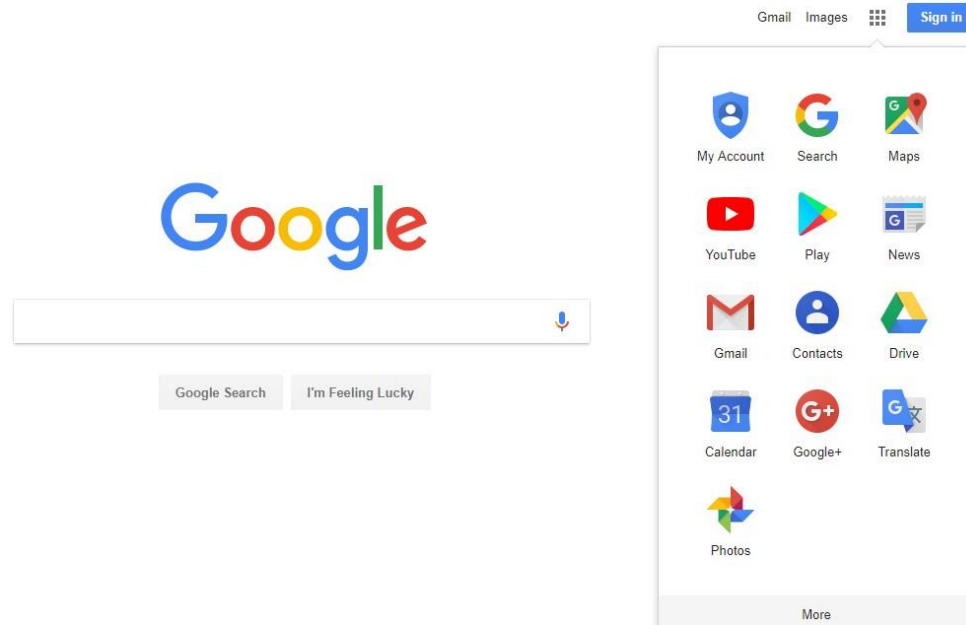 Gmail Images Sign in
Google
Google Search I'm Feeling Lucky
My Account Search Maps
G
YouTube Play News
G
Gmail Contacts Drive
31 G+ G 文
Calendar Google+ Translate
Photos
More